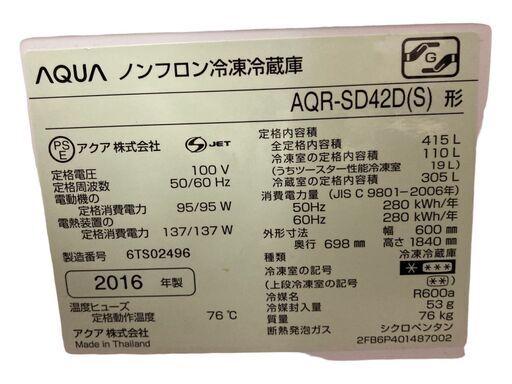 AQUA ノンフロン冷凍冷蔵庫
G
AQR-SD42D(S) 形
PS E アクア 株式会社 S JET
定格電圧 100 V
定格周波数 50/60 Hz
電動機の
定格消費電力 95/95 W
電熱装置の
定格消費電力 137/137 W
製造番号 6TS02496
2016 年製
温度ヒューズ
定格動作温度 76℃
アクア 株式会社
Made in Thailand
定格内容積
全定格内容積 415 L
冷凍室の定格内容積 110 L
(うちツースター性能冷凍室 19L)
冷蔵室の定格内容積 305 L
消費電力量 (JIS C 9801-2006年)
50Hz 280 kWh/年
60Hz 280 kWh/年
外形寸法 幅 600 mm
奥行 698 mm 高さ 1840 mm
種類 冷凍冷蔵庫
冷凍室の記号 * ***
(上段冷凍室の記号 ** )
冷媒名 R600a
冷媒封入量 53 g
質量 76 kg
断熱発泡ガス シクロペンタン
2FB6P401487002